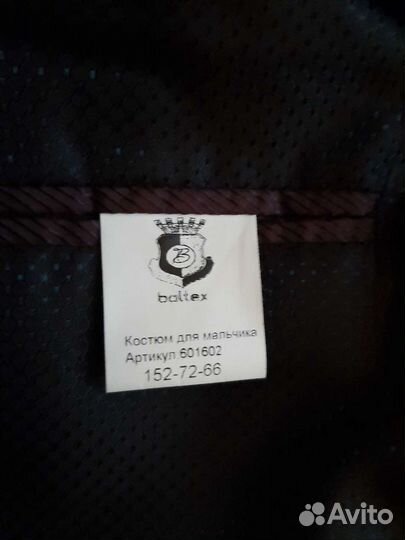 B
baltex
Костюм для мальчика
Артикул:601602
152-72-66
Avito